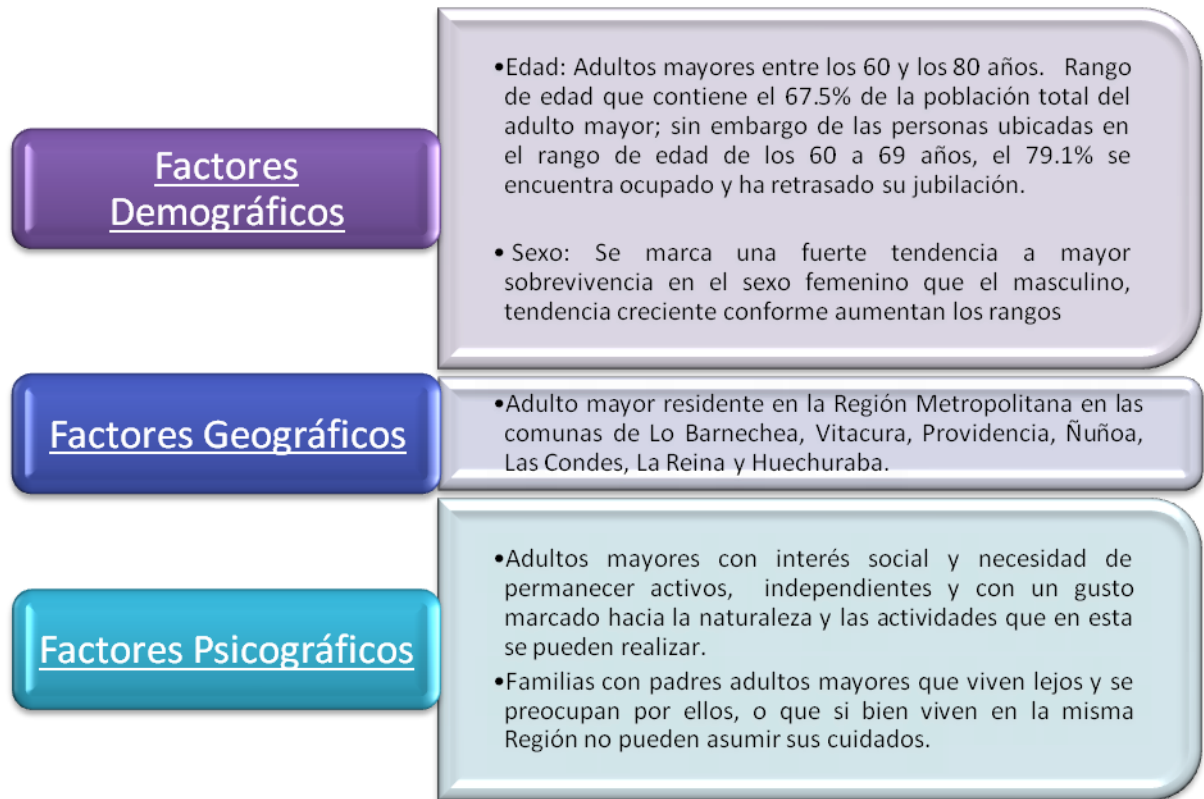 Factores
Demográficos
•Edad: Adultos mayores entre los 60 y los 80 años. Rango
de edad que contiene el 67.5% de la población total del
adulto mayor; sin embargo de las personas ubicadas en
el rango de edad de los 60 a 69 años, el 79.1% se
encuentra ocupado y ha retrasado su jubilación.
• Sexo: Se marca una fuerte tendencia a mayor
sobrevivencia en el sexo femenino que el masculino,
tendencia creciente conforme aumentan los rangos
Factores Geográficos
•Adulto mayor residente en la Región Metropolitana en las
comunas de Lo Barnechea, Vitacura, Providencia, Ñuñoa,
Las Condes, La Reina y Huechuraba.
Factores Psicográficos
•Adultos mayores con interés social y necesidad de
permanecer activos, independientes y con un gusto
marcado hacia la naturaleza y las actividades que en esta
se pueden realizar.
•Familias con padres adultos mayores que viven lejos y se
preocupan por ellos, o que si bien viven en la misma
Región no pueden asumir sus cuidados.